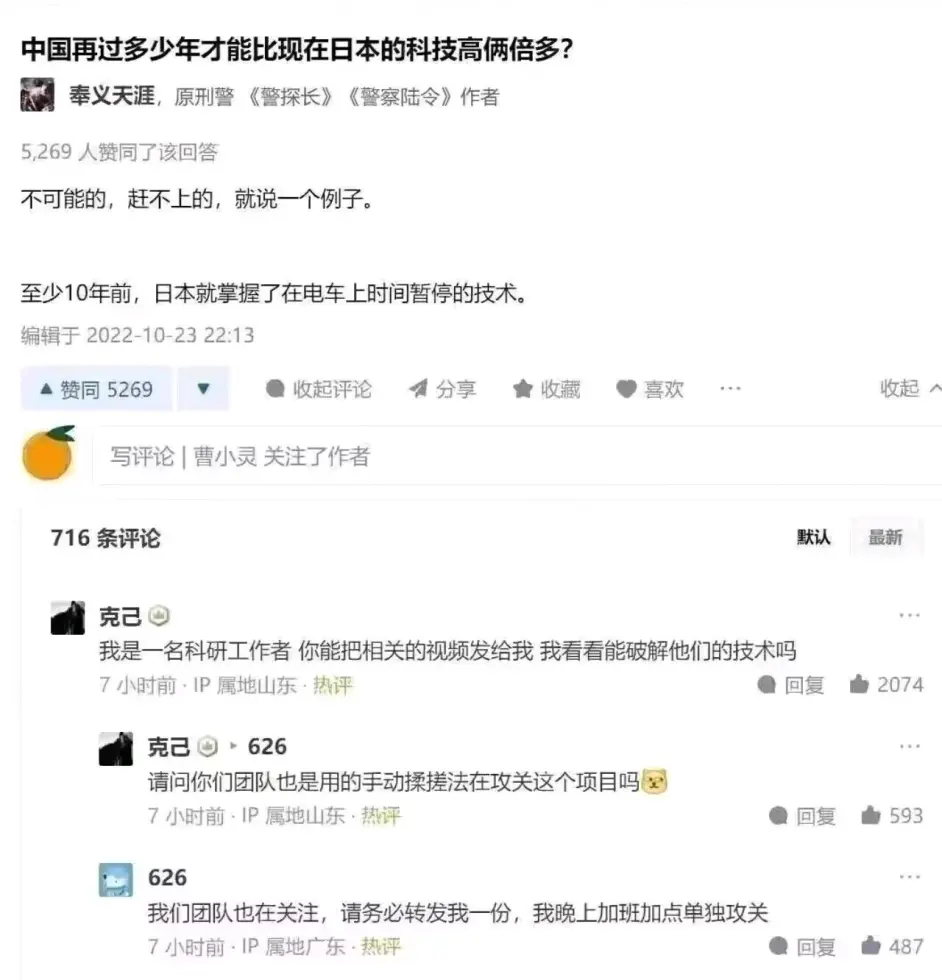 中国再过多少年才能比现在日本的科技高俩倍多？
奉义天涯，原刑警 《警探长》《警察陆令》作者
5,269 人赞同了该回答
不可能的，赶不上的，就说一个例子。
至少10年前，日本就掌握了在电车上时间暂停的技术。
编辑于 2022-10-23 22:13
赞同 5269 收起评论 分享 收藏 喜欢 ··· 收起
写评论 | 曹小灵 关注了作者
716 条评论 默认 最新
克己 ···
我是一名科研工作者 你能把相关的视频发给我 我看看能破解他们的技术吗
7 小时前 · IP 属地山东 · 热评 回复 2074
克己 ▸ 626 ···
请问你们团队也是用的手动揉搓法在攻关这个项目吗
7 小时前 · IP 属地山东 · 热评 回复 593
626 ···
我们团队也在关注，请务必转发我一份，我晚上加班加点单独攻关
7 小时前 · IP 属地广东 · 热评 回复 487